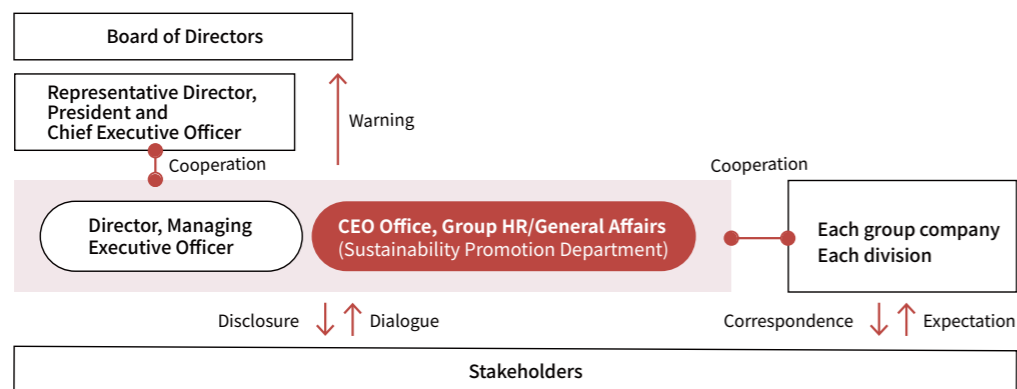 Board of Directors
Representative Director,
President and
Chief Executive Officer
Warning
Cooperation
Cooperation
Director, Managing
Executive Officer
CEO Office, Group HR/General Affairs
(Sustainability Promotion Department)
Each group company
Each division
Disclosure
Dialogue
Correspondence
Expectation
Stakeholders